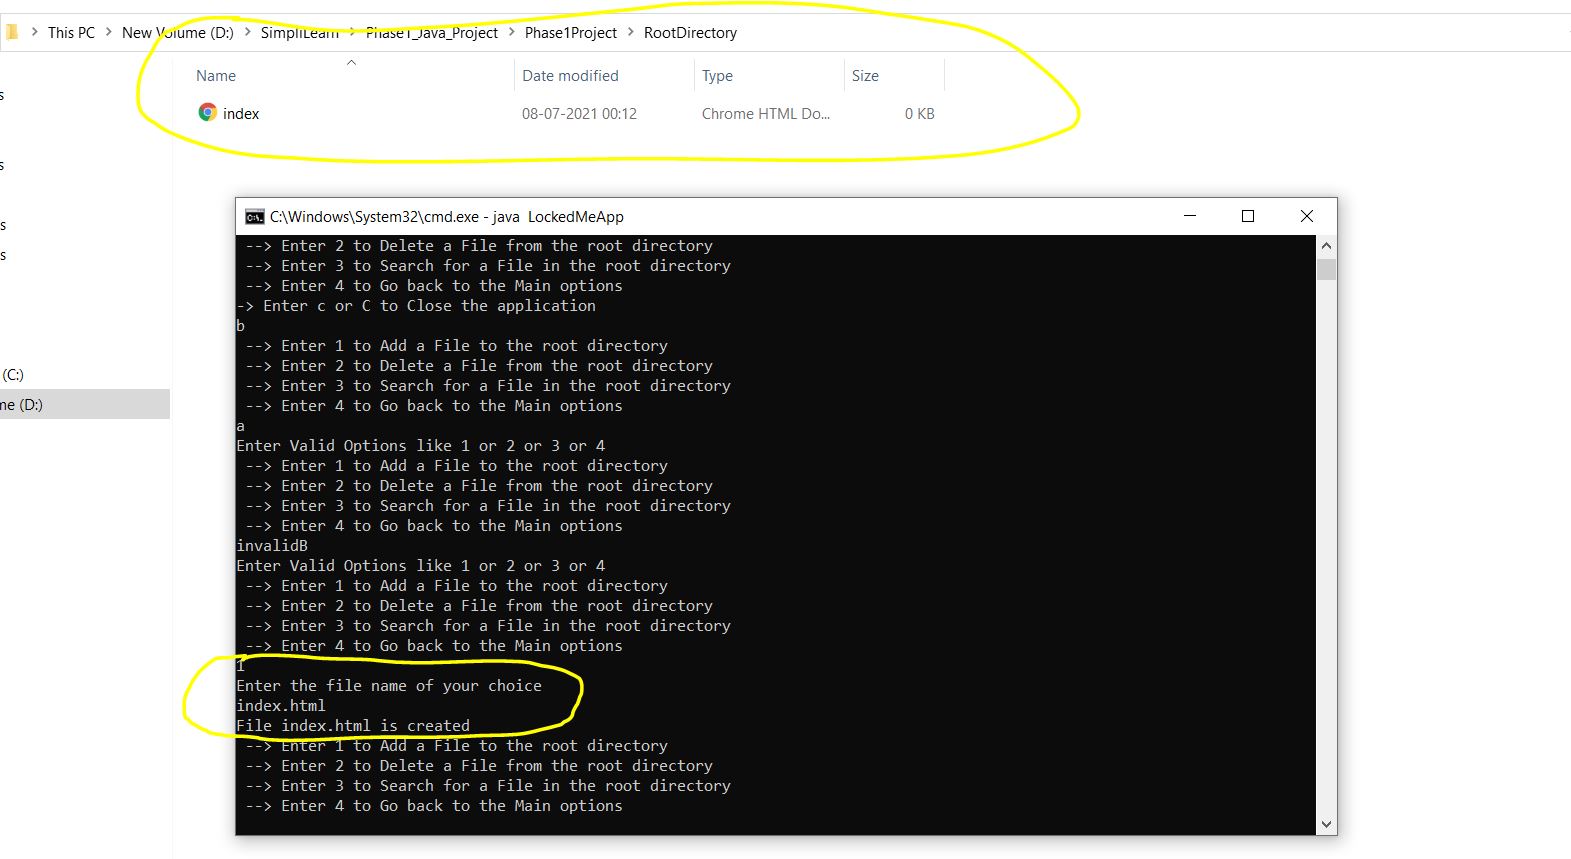 This PC > New Volume (D:) > SimpliLearn > Phase1_Java_Project > Phase1Project > RootDirectory
Name Date modified Type Size
index 08-07-2021 00:12 Chrome HTML Do... 0 KB
s
s
s
s
(C:)
me (D:)
C:\Windows\System32\cmd.exe - java  LockedMeApp
--> Enter 2 to Delete a File from the root directory
--> Enter 3 to Search for a File in the root directory
--> Enter 4 to Go back to the Main options
-> Enter c or C to Close the application
b
--> Enter 1 to Add a File to the root directory
--> Enter 2 to Delete a File from the root directory
--> Enter 3 to Search for a File in the root directory
--> Enter 4 to Go back to the Main options
a
Enter Valid Options like 1 or 2 or 3 or 4
--> Enter 1 to Add a File to the root directory
--> Enter 2 to Delete a File from the root directory
--> Enter 3 to Search for a File in the root directory
--> Enter 4 to Go back to the Main options
invalidB
Enter Valid Options like 1 or 2 or 3 or 4
--> Enter 1 to Add a File to the root directory
--> Enter 2 to Delete a File from the root directory
--> Enter 3 to Search for a File in the root directory
--> Enter 4 to Go back to the Main options
1
Enter the file name of your choice
index.html
File index.html is created
--> Enter 1 to Add a File to the root directory
--> Enter 2 to Delete a File from the root directory
--> Enter 3 to Search for a File in the root directory
--> Enter 4 to Go back to the Main options